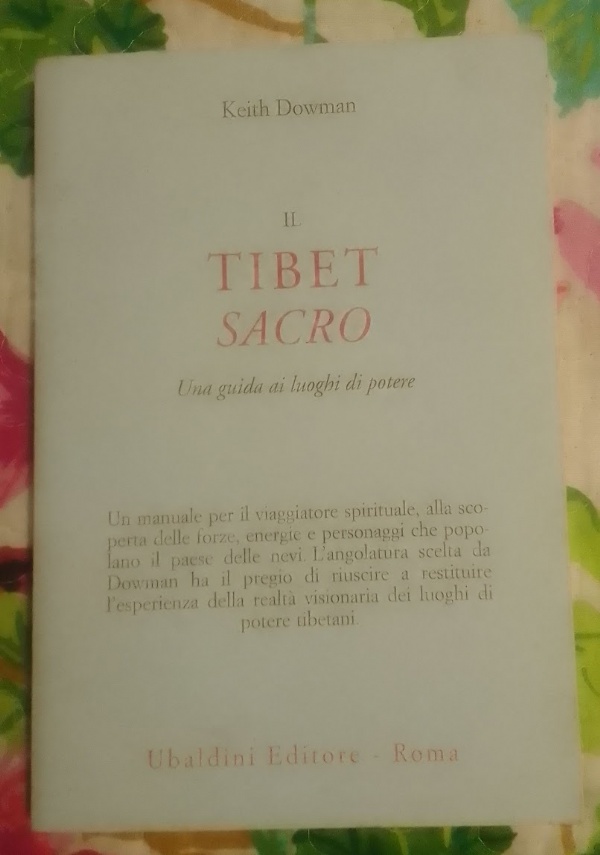 Keith Dowman
IL
TIBET
SACRO
Una guida ai luoghi di potere
Un manuale per il viaggiatore spirituale, alla sco-
perta delle forze, energie e personaggi che popo-
lano il paese delle nevi. L'angolatura scelta da
Dowman ha il pregio di riuscire a restituire
l'esperienza della realtà visionaria dei luoghi di
potere tibetani.
Ubaldini Editore - Roma